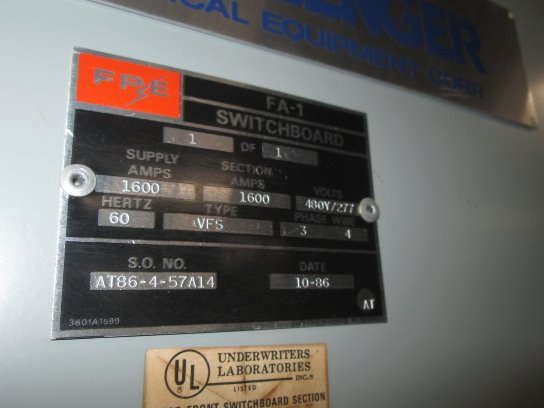 ENGER
ICAL EQUIPMENT CORP.
FPE
FA-1
SWITCHBOARD
1 OF 1
SUPPLY AMPS 1600 SECTION AMPS 1600 VOLTS 480Y/277
HERTZ 60 TYPE VFS PHASE 3 WIRE 4
S.O. NO. DATE
AT86-4-57A14 10-86
AT
3601A1599
UL UNDERWRITERS
LABORATORIES
INC.®
LISTED
FRONT SWITCHBOARD SECTION